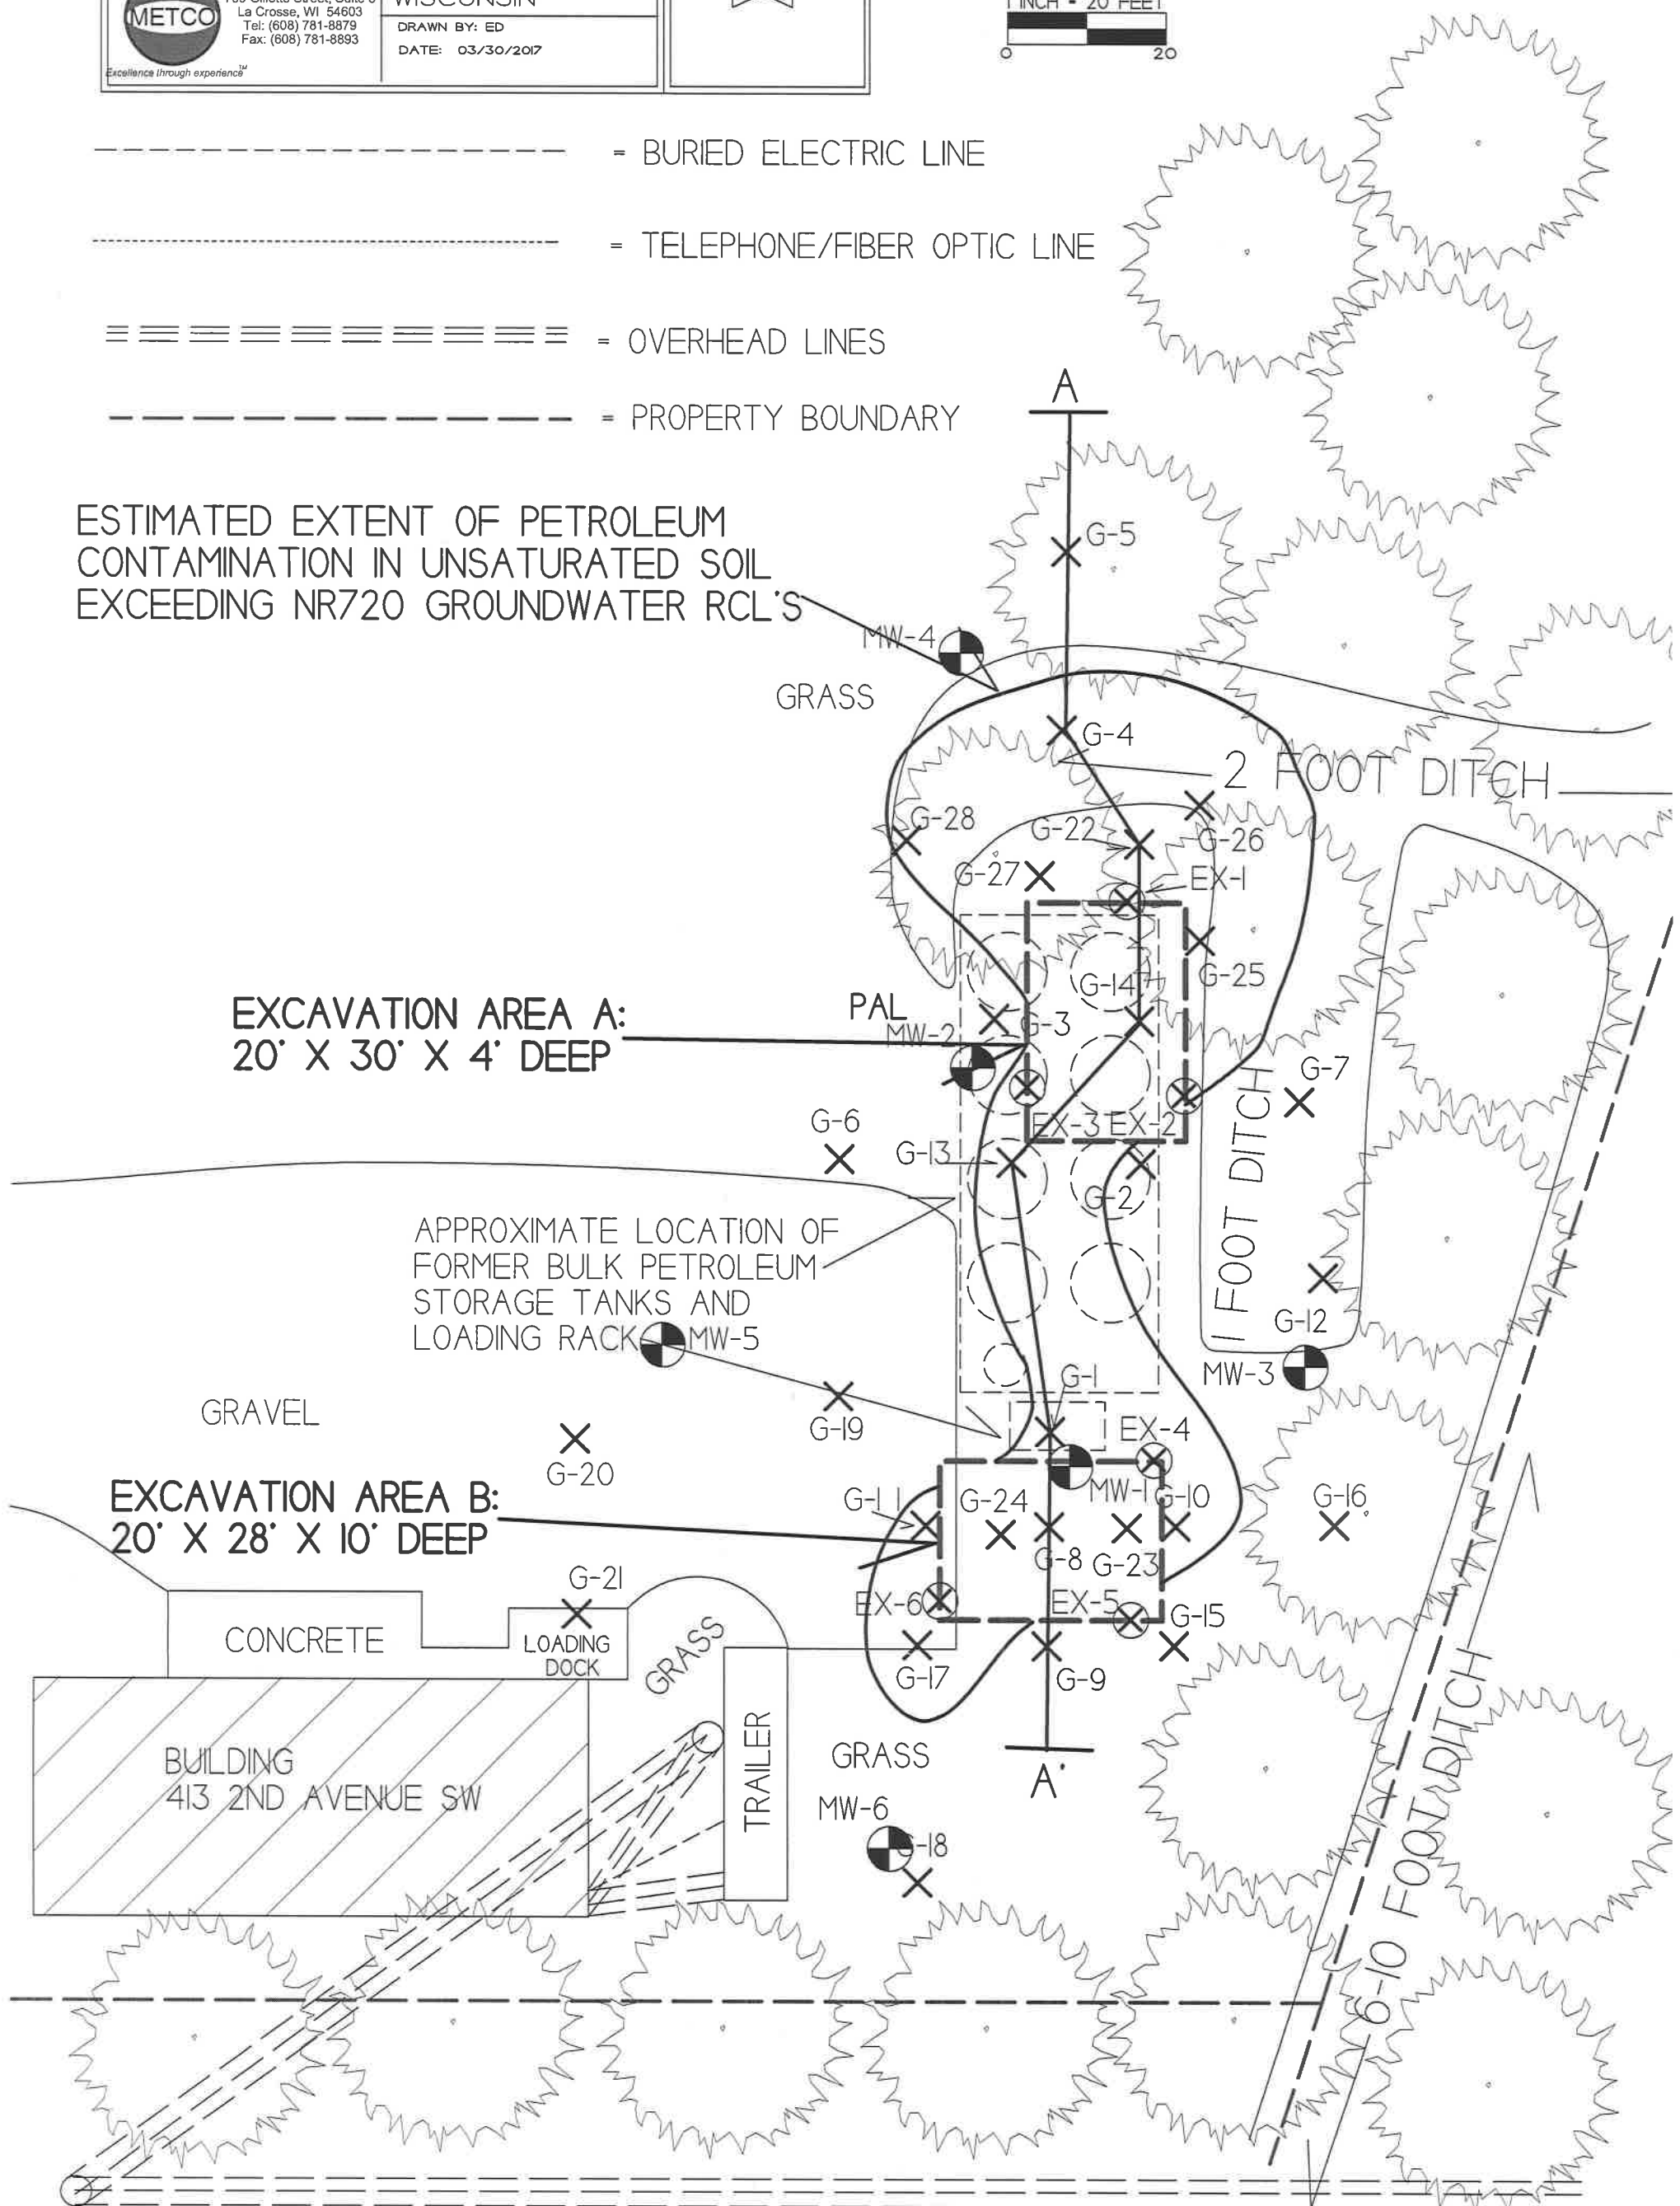 METCO
La Crosse, WI 54603
Tel: (608) 781-8879
Fax: (608) 781-8893
Excellence through experience™
WISCONSIN
DRAWN BY: ED
DATE: 03/30/2017
1 INCH = 20 FEET
0 20
= BURIED ELECTRIC LINE
= TELEPHONE/FIBER OPTIC LINE
= OVERHEAD LINES
= PROPERTY BOUNDARY
A
ESTIMATED EXTENT OF PETROLEUM
CONTAMINATION IN UNSATURATED SOIL
EXCEEDING NR720 GROUNDWATER RCL'S
G-5
MW-4
GRASS
G-4
2 FOOT DITCH
G-28
G-22
G-26
G-27
EX-1
G-14
G-25
EXCAVATION AREA A:
20' X 30' X 4' DEEP
PAL
MW-2
G-3
G-7
G-6
EX-3
EX-2
G-13
G-2
1 FOOT DITCH
APPROXIMATE LOCATION OF
FORMER BULK PETROLEUM
STORAGE TANKS AND
LOADING RACK
MW-5
G-12
MW-3
G-1
GRAVEL
G-19
EX-4
G-20
EXCAVATION AREA B:
20' X 28' X 10' DEEP
G-11
G-24
MW-1
G-10
G-16
G-8
G-23
G-21
EX-6
EX-5
G-15
CONCRETE
LOADING
DOCK
GRASS
G-17
G-9
TRAILER
BUILDING
413 2ND AVENUE SW
GRASS
A'
MW-6
G-18
6-10 FOOT DITCH